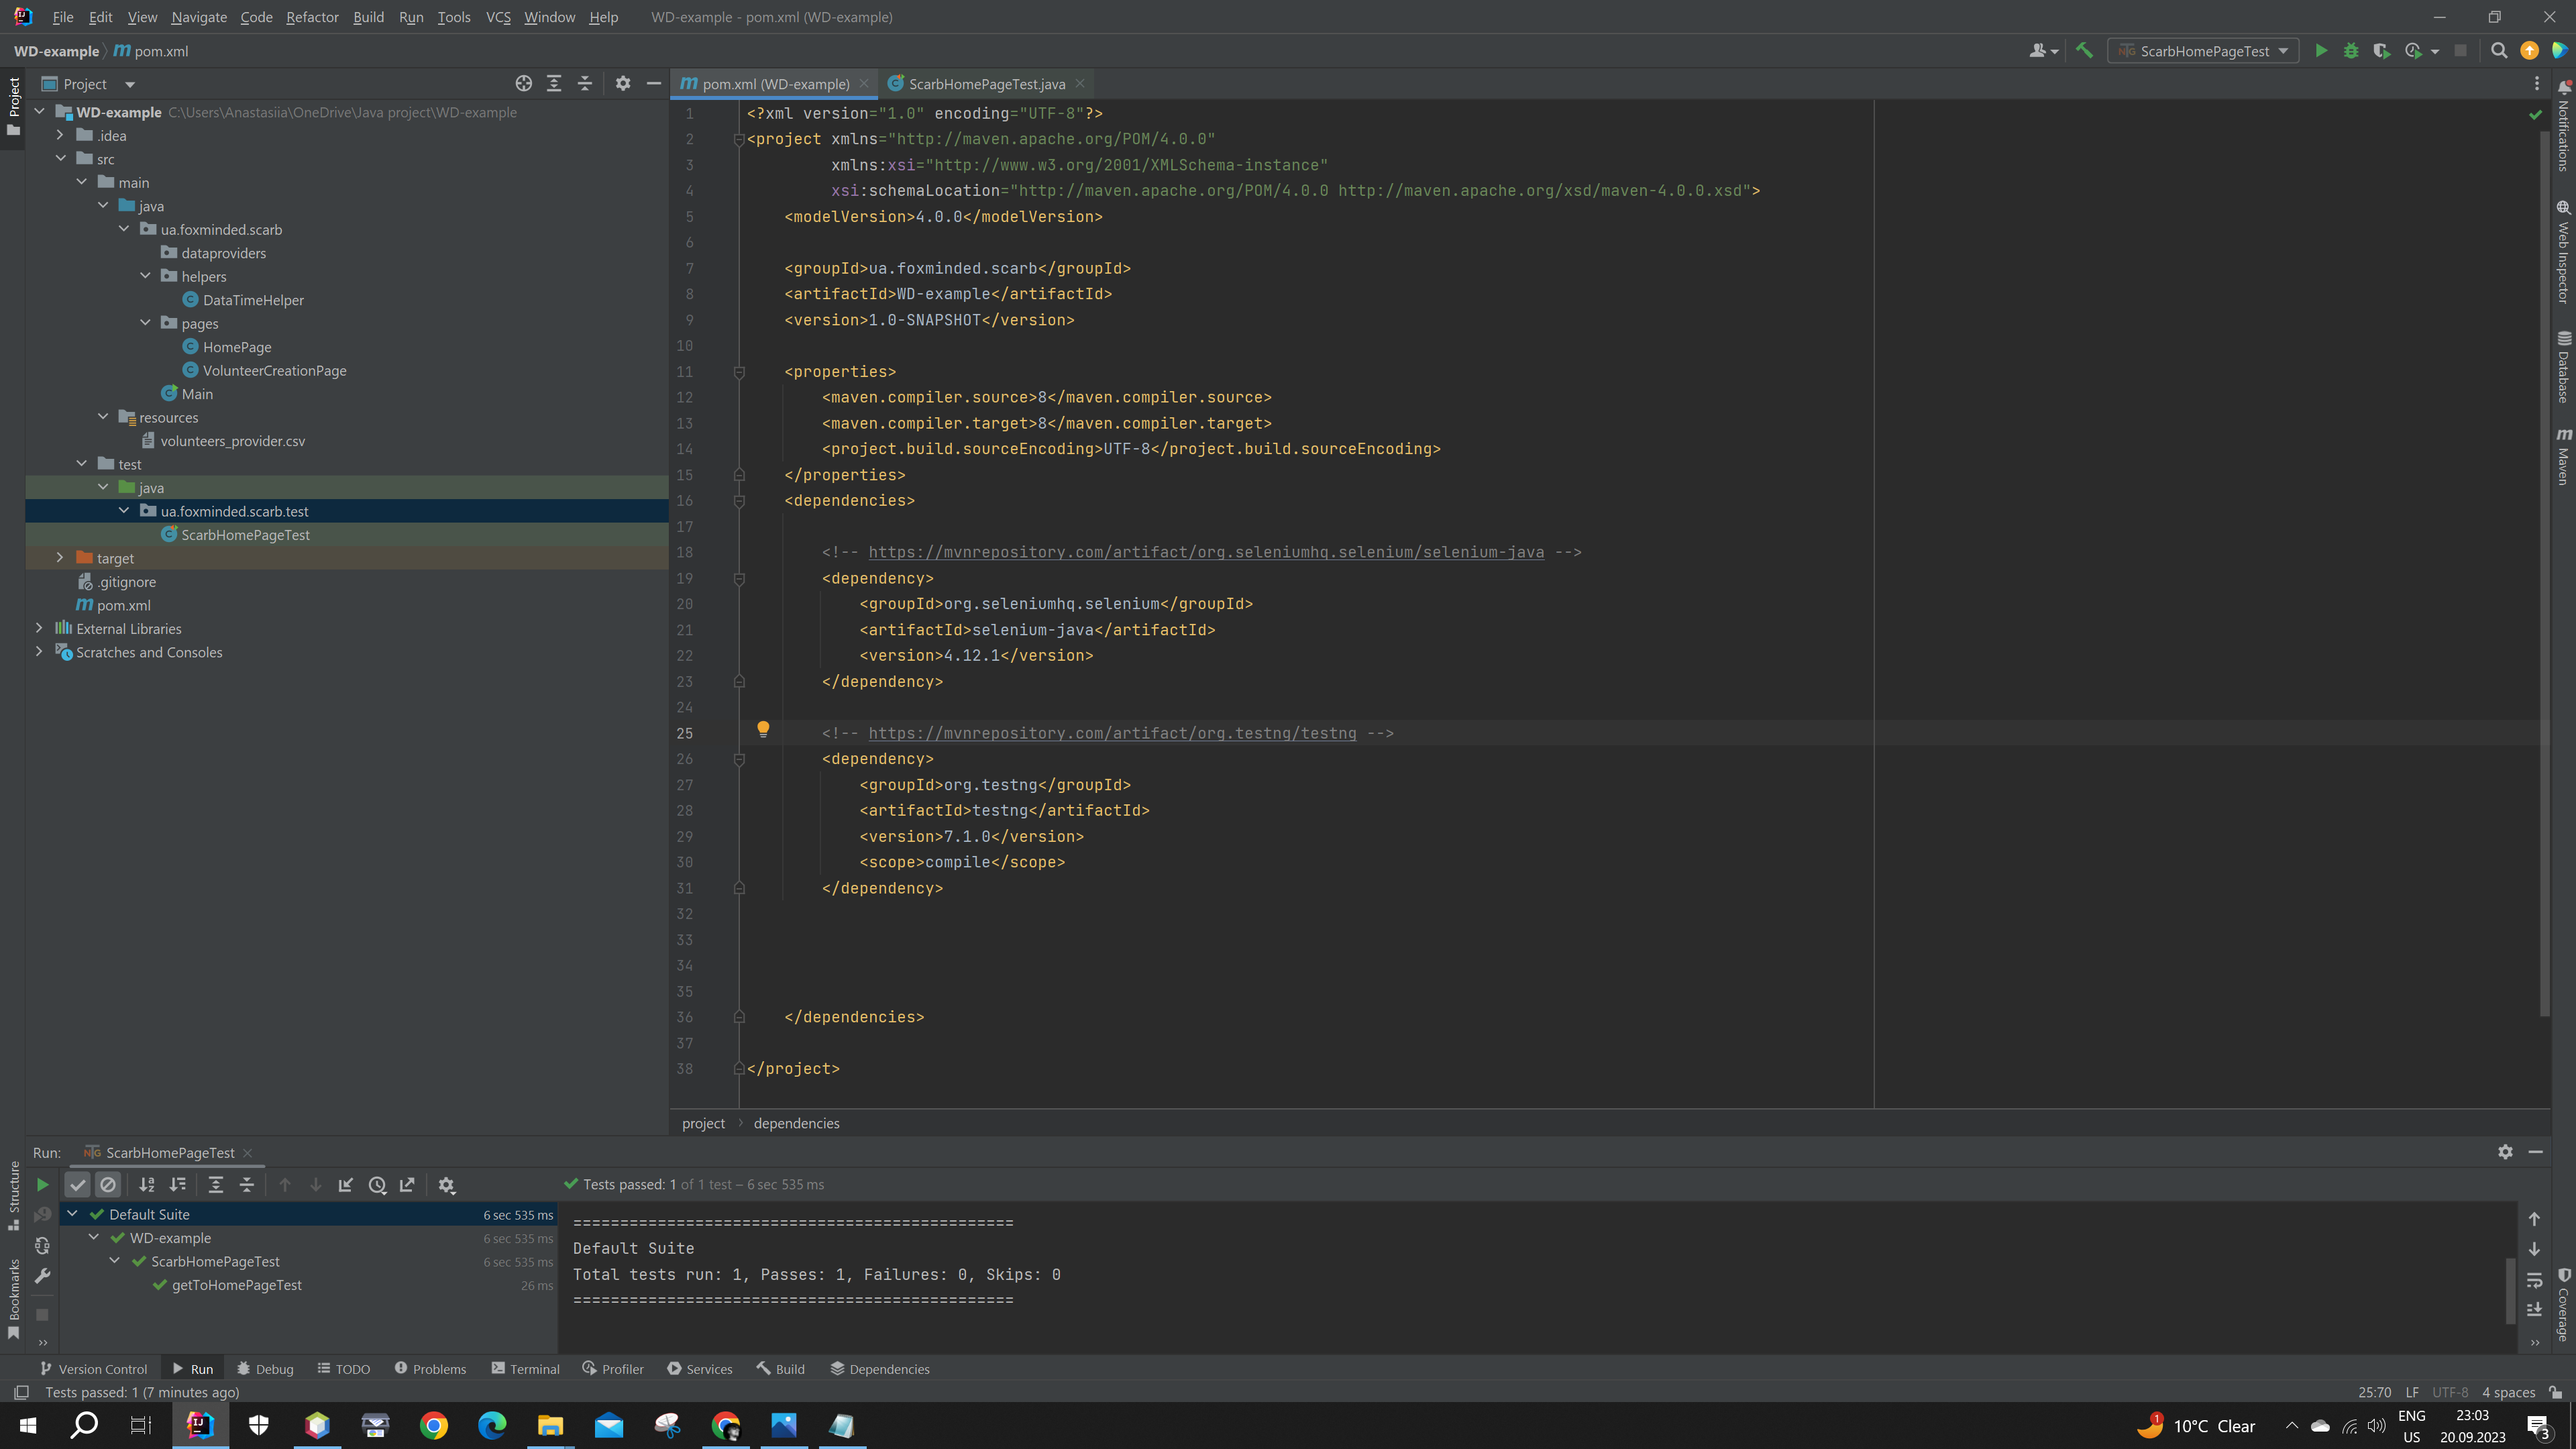 File Edit View Navigate Code Refactor Build Run Tools VCS Window Help WD-example - pom.xml (WD-example)
WD-example pom.xml ScarbHomePageTest
Project
pom.xml (WD-example) ScarbHomePageTest.java
Project
WD-example C:\Users\Anastasiia\OneDrive\Java project\WD-example
.idea
src
main
java
ua.foxminded.scarb
dataproviders
helpers
DataTimeHelper
pages
HomePage
VolunteerCreationPage
Main
resources
volunteers_provider.csv
test
java
ua.foxminded.scarb.test
ScarbHomePageTest
target
.gitignore
pom.xml
External Libraries
Scratches and Consoles
Structure
Bookmarks
1 <?xml version="1.0" encoding="UTF-8"?>
2 <project xmlns="http://maven.apache.org/POM/4.0.0"
3 xmlns:xsi="http://www.w3.org/2001/XMLSchema-instance"
4 xsi:schemaLocation="http://maven.apache.org/POM/4.0.0 http://maven.apache.org/xsd/maven-4.0.0.xsd">
5 <modelVersion>4.0.0</modelVersion>
6
7 <groupId>ua.foxminded.scarb</groupId>
8 <artifactId>WD-example</artifactId>
9 <version>1.0-SNAPSHOT</version>
10
11 <properties>
12 <maven.compiler.source>8</maven.compiler.source>
13 <maven.compiler.target>8</maven.compiler.target>
14 <project.build.sourceEncoding>UTF-8</project.build.sourceEncoding>
15 </properties>
16 <dependencies>
17
18 <!-- https://mvnrepository.com/artifact/org.seleniumhq.selenium/selenium-java -->
19 <dependency>
20 <groupId>org.seleniumhq.selenium</groupId>
21 <artifactId>selenium-java</artifactId>
22 <version>4.12.1</version>
23 </dependency>
24
25 <!-- https://mvnrepository.com/artifact/org.testng/testng -->
26 <dependency>
27 <groupId>org.testng</groupId>
28 <artifactId>testng</artifactId>
29 <version>7.1.0</version>
30 <scope>compile</scope>
31 </dependency>
32
33
34
35
36 </dependencies>
37
38 </project>
project dependencies
Notifications
Web Inspector
Database
Maven
Coverage
Run: ScarbHomePageTest
Tests passed: 1 of 1 test – 6 sec 535 ms
Default Suite 6 sec 535 ms
WD-example 6 sec 535 ms
ScarbHomePageTest 6 sec 535 ms
getToHomePageTest 26 ms
===============================================
Default Suite
Total tests run: 1, Passes: 1, Failures: 0, Skips: 0
===============================================
Version Control Run Debug TODO Problems Terminal Profiler Services Build Dependencies
Tests passed: 1 (7 minutes ago) 25:70 LF UTF-8 4 spaces
1 10°C Clear ENG 23:03
US 20.09.2023 3